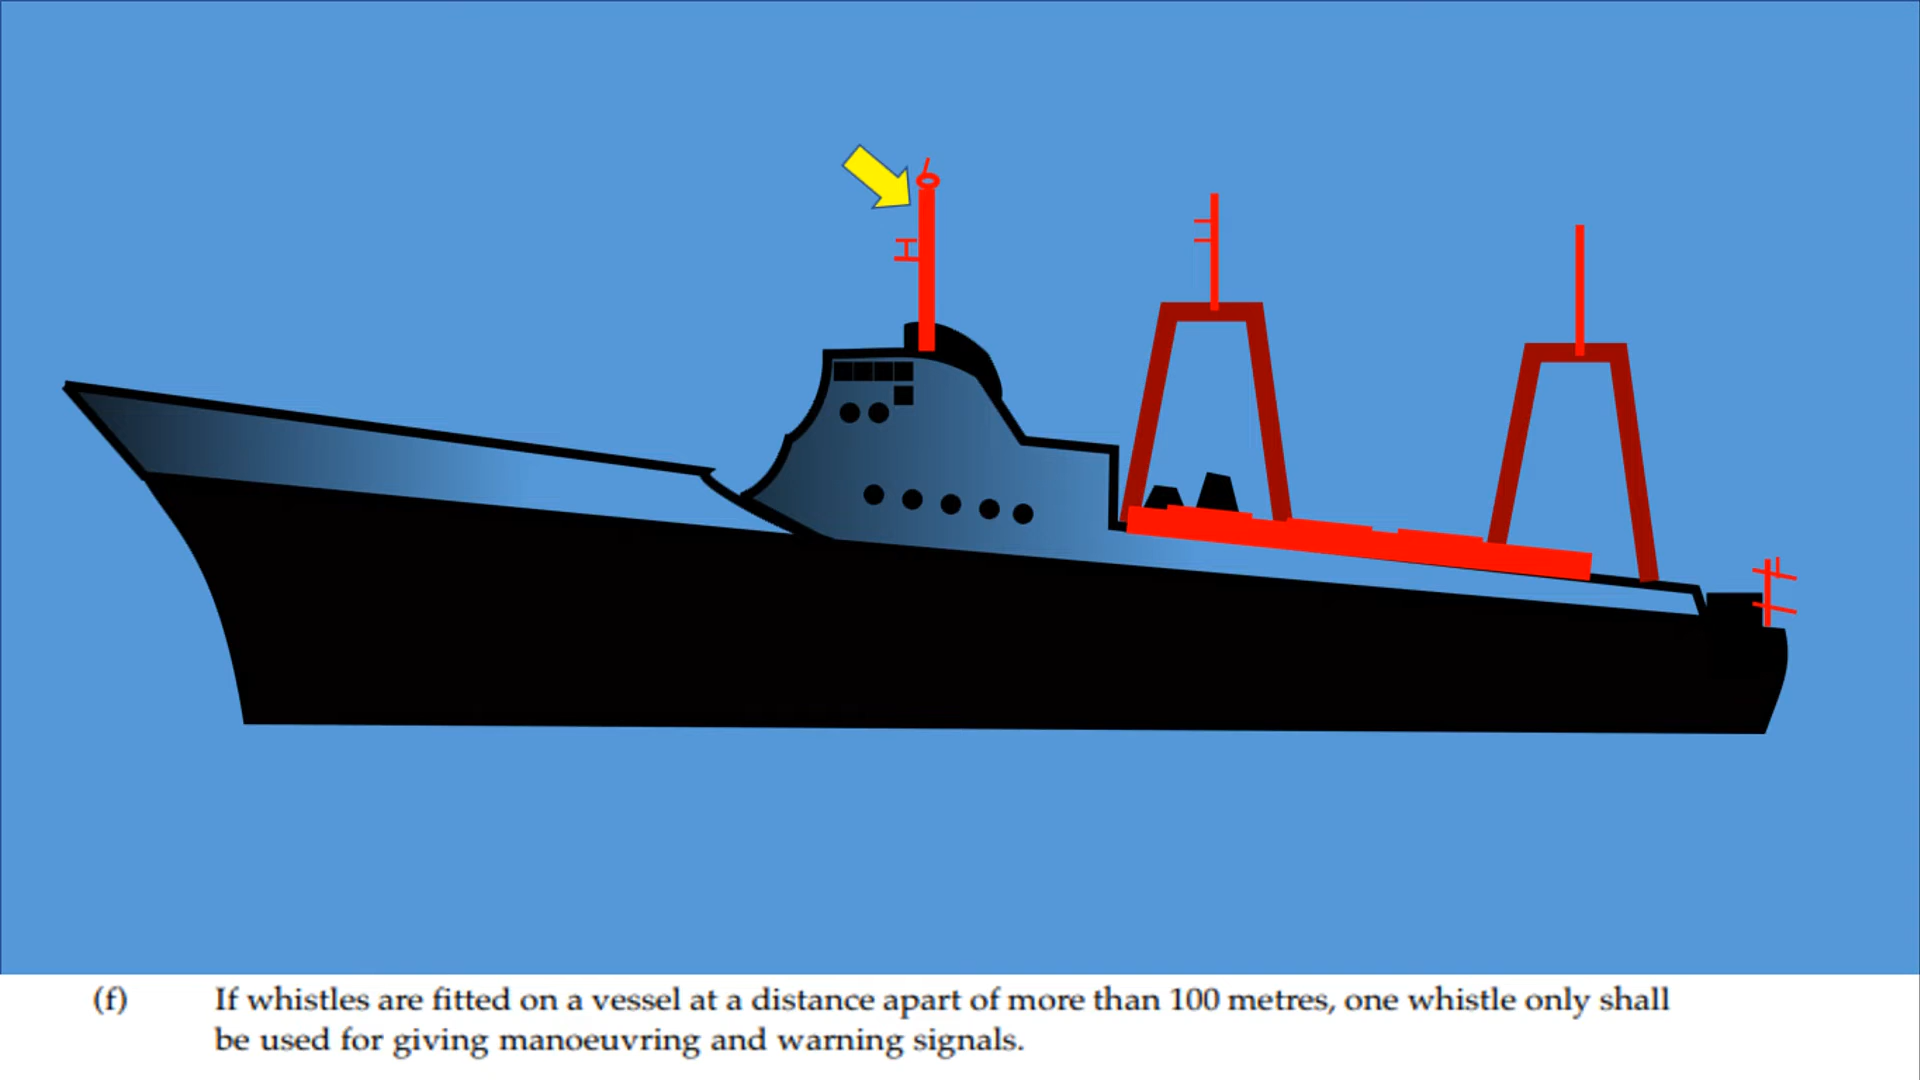 (f) If whistles are fitted on a vessel at a distance apart of more than 100 metres, one whistle only shall
be used for giving manoeuvring and warning signals.